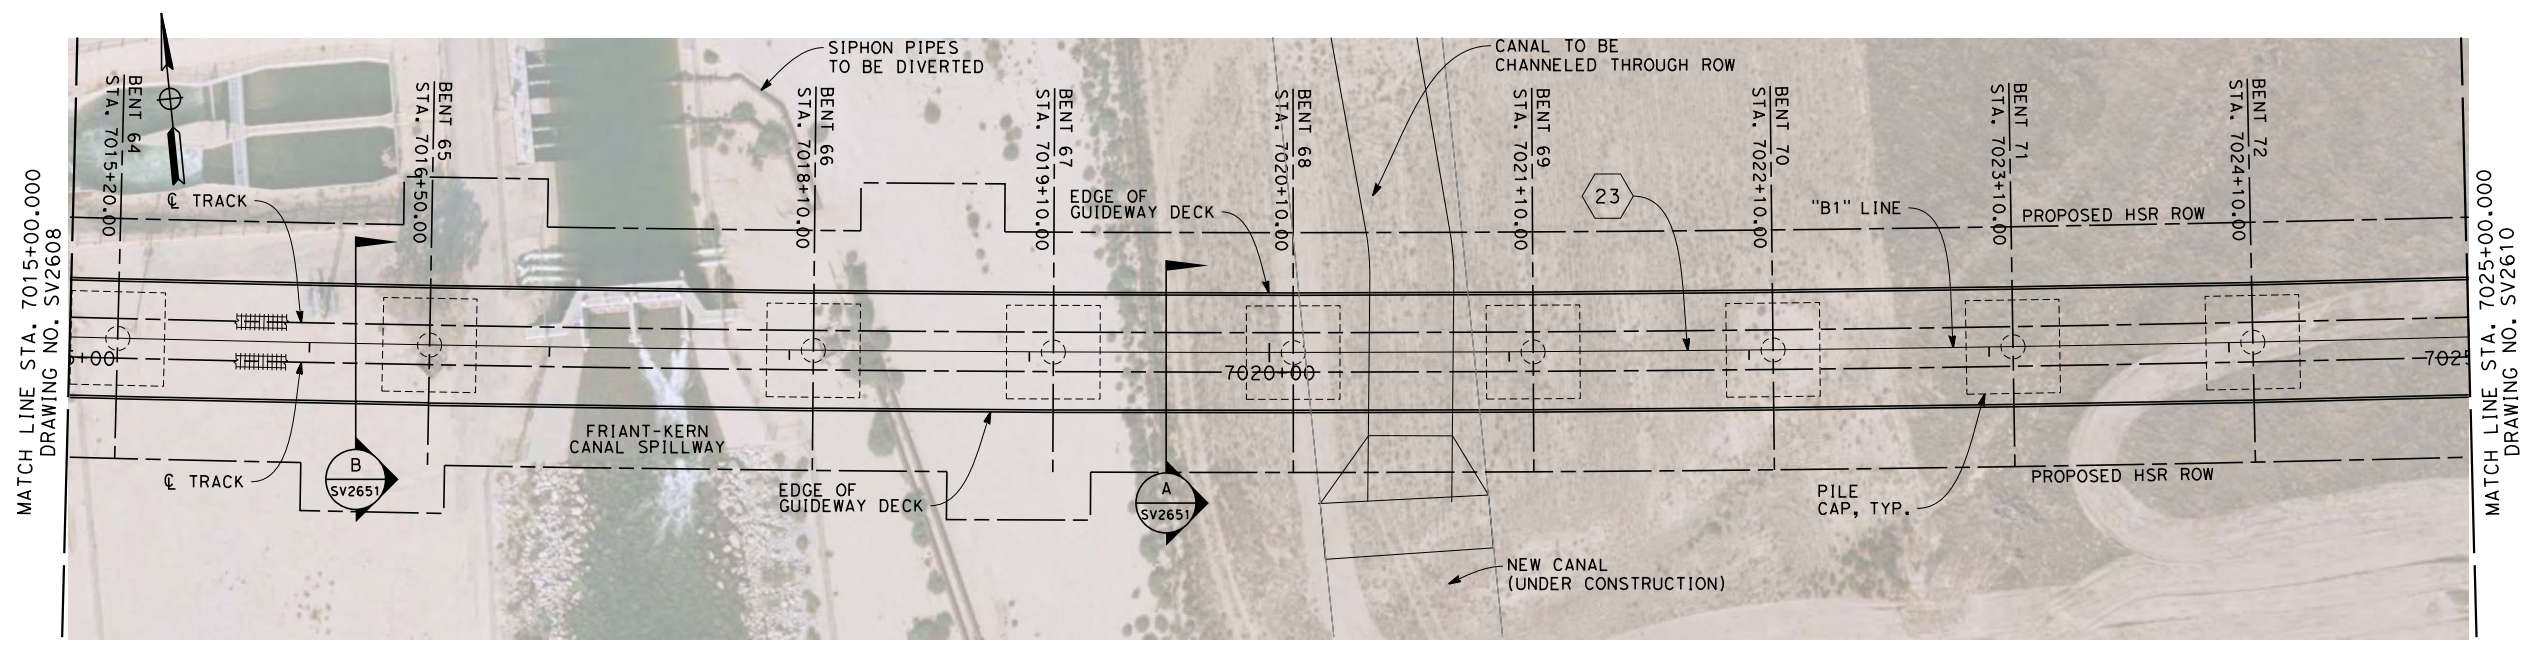 MATCH LINE STA. 7015+00.000
DRAWING NO. SV2608
BENT 64
STA. 7015+20.00
BENT 65
STA. 7016+50.00
SIPHON PIPES
TO BE DIVERTED
BENT 66
STA. 7018+10.00
BENT 67
STA. 7019+10.00
BENT 68
STA. 7020+10.00
CANAL TO BE
CHANNELED THROUGH ROW
BENT 69
STA. 7021+10.00
BENT 70
STA. 7022+10.00
BENT 71
STA. 7023+10.00
BENT 72
STA. 7024+10.00
℄ TRACK
EDGE OF
GUIDEWAY DECK
23
"B1" LINE
PROPOSED HSR ROW
5+00
7020+00
7025
FRIANT-KERN
CANAL SPILLWAY
B
SV2651
℄ TRACK
EDGE OF
GUIDEWAY DECK
A
SV2651
PILE
CAP, TYP.
PROPOSED HSR ROW
NEW CANAL
(UNDER CONSTRUCTION)
MATCH LINE STA. 7025+00.000
DRAWING NO. SV2610